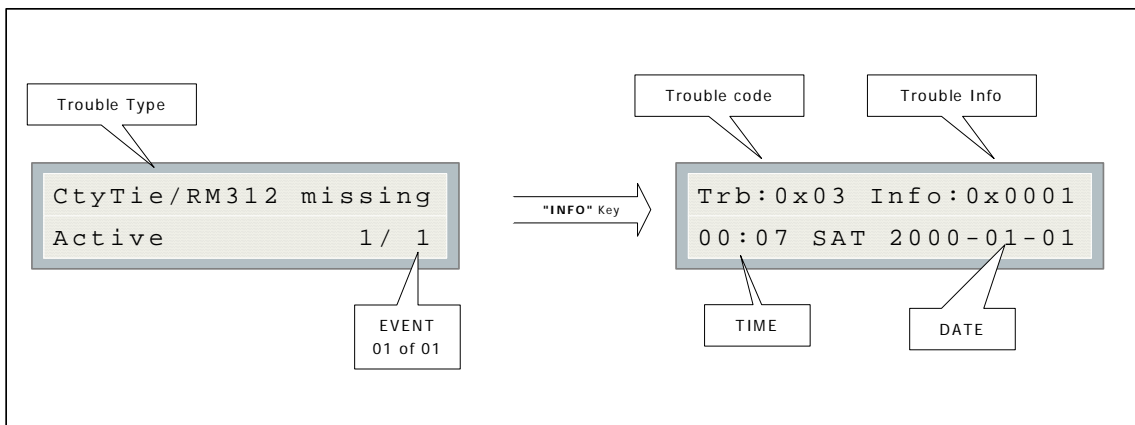 Trouble Type
CtyTie/RM312 missing
Active 1/ 1
EVENT
01 of 01
"INFO" Key
Trouble code
Trouble Info
Trb:0x03 Info:0x0001
00:07 SAT 2000-01-01
TIME
DATE